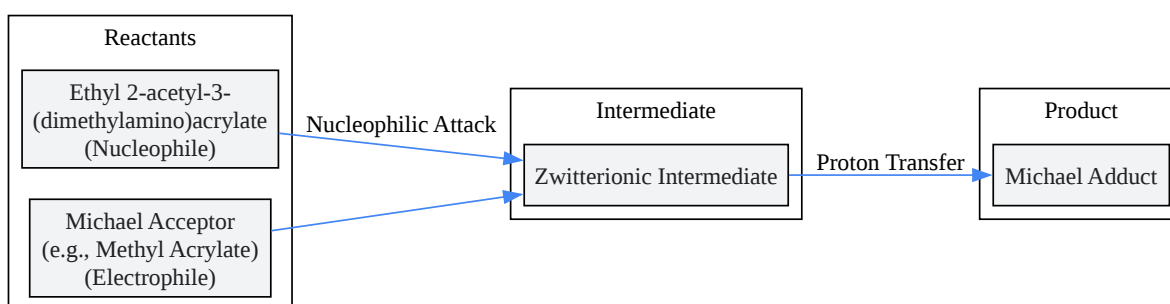 Reactants
Ethyl 2-acetyl-3-
(dimethylamino)acrylate
(Nucleophile)
Michael Acceptor
(e.g., Methyl Acrylate)
(Electrophile)
Nucleophilic Attack
Intermediate
Zwitterionic Intermediate
Proton Transfer
Product
Michael Adduct